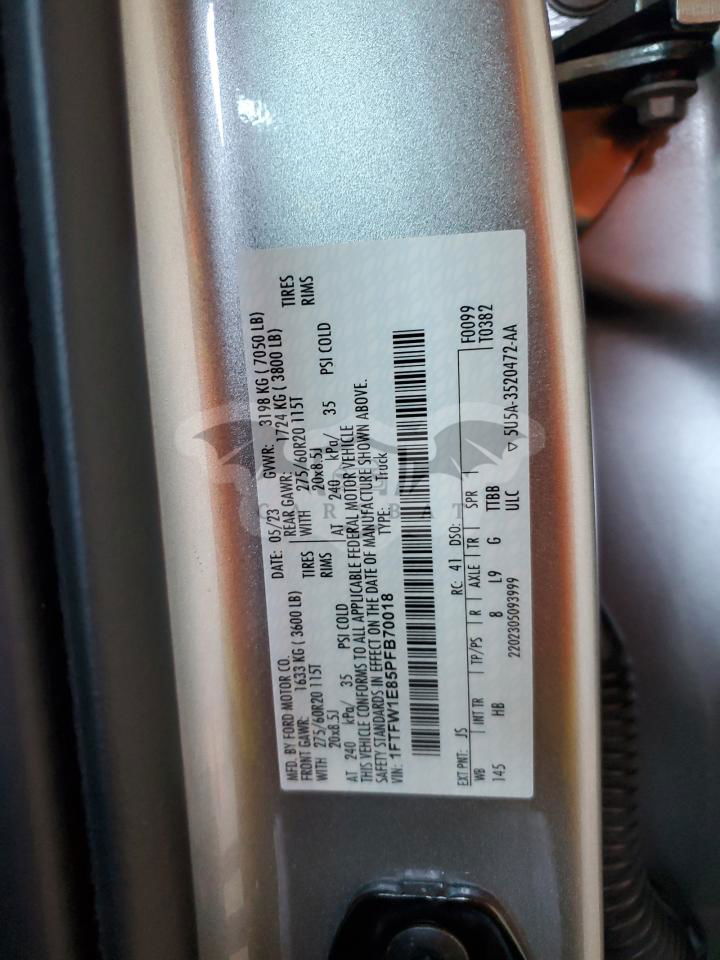 MFD. BY FORD MOTOR CO.
DATE: 05/23 GVWR: 3198 KG ( 7050 LB)
FRONT GAWR: 1633 KG ( 3600 LB)
REAR GAWR: 1724 KG ( 3800 LB)
WITH 275/60R20 115T TIRES
WITH 275/60R20 115T TIRES
20x8.5J RIMS
20x8.5J RIMS
AT 240 kPa/ 35 PSI COLD
AT 240 kPa/ 35 PSI COLD
THIS VEHICLE CONFORMS TO ALL APPLICABLE FEDERAL MOTOR VEHICLE
SAFETY STANDARDS IN EFFECT ON THE DATE OF MANUFACTURE SHOWN ABOVE.
VIN: 1FTFW1E85PFB70018
TYPE: Truck
EXT PNT: JS RC: 41 DSO: F0099
WB INT TR TP/PS R AXLE TR SPR T0382
145 HB 8 L9 G TTBB
2202305093999 ULC
▽ 5U5A-3520472-AA
CAR BAT